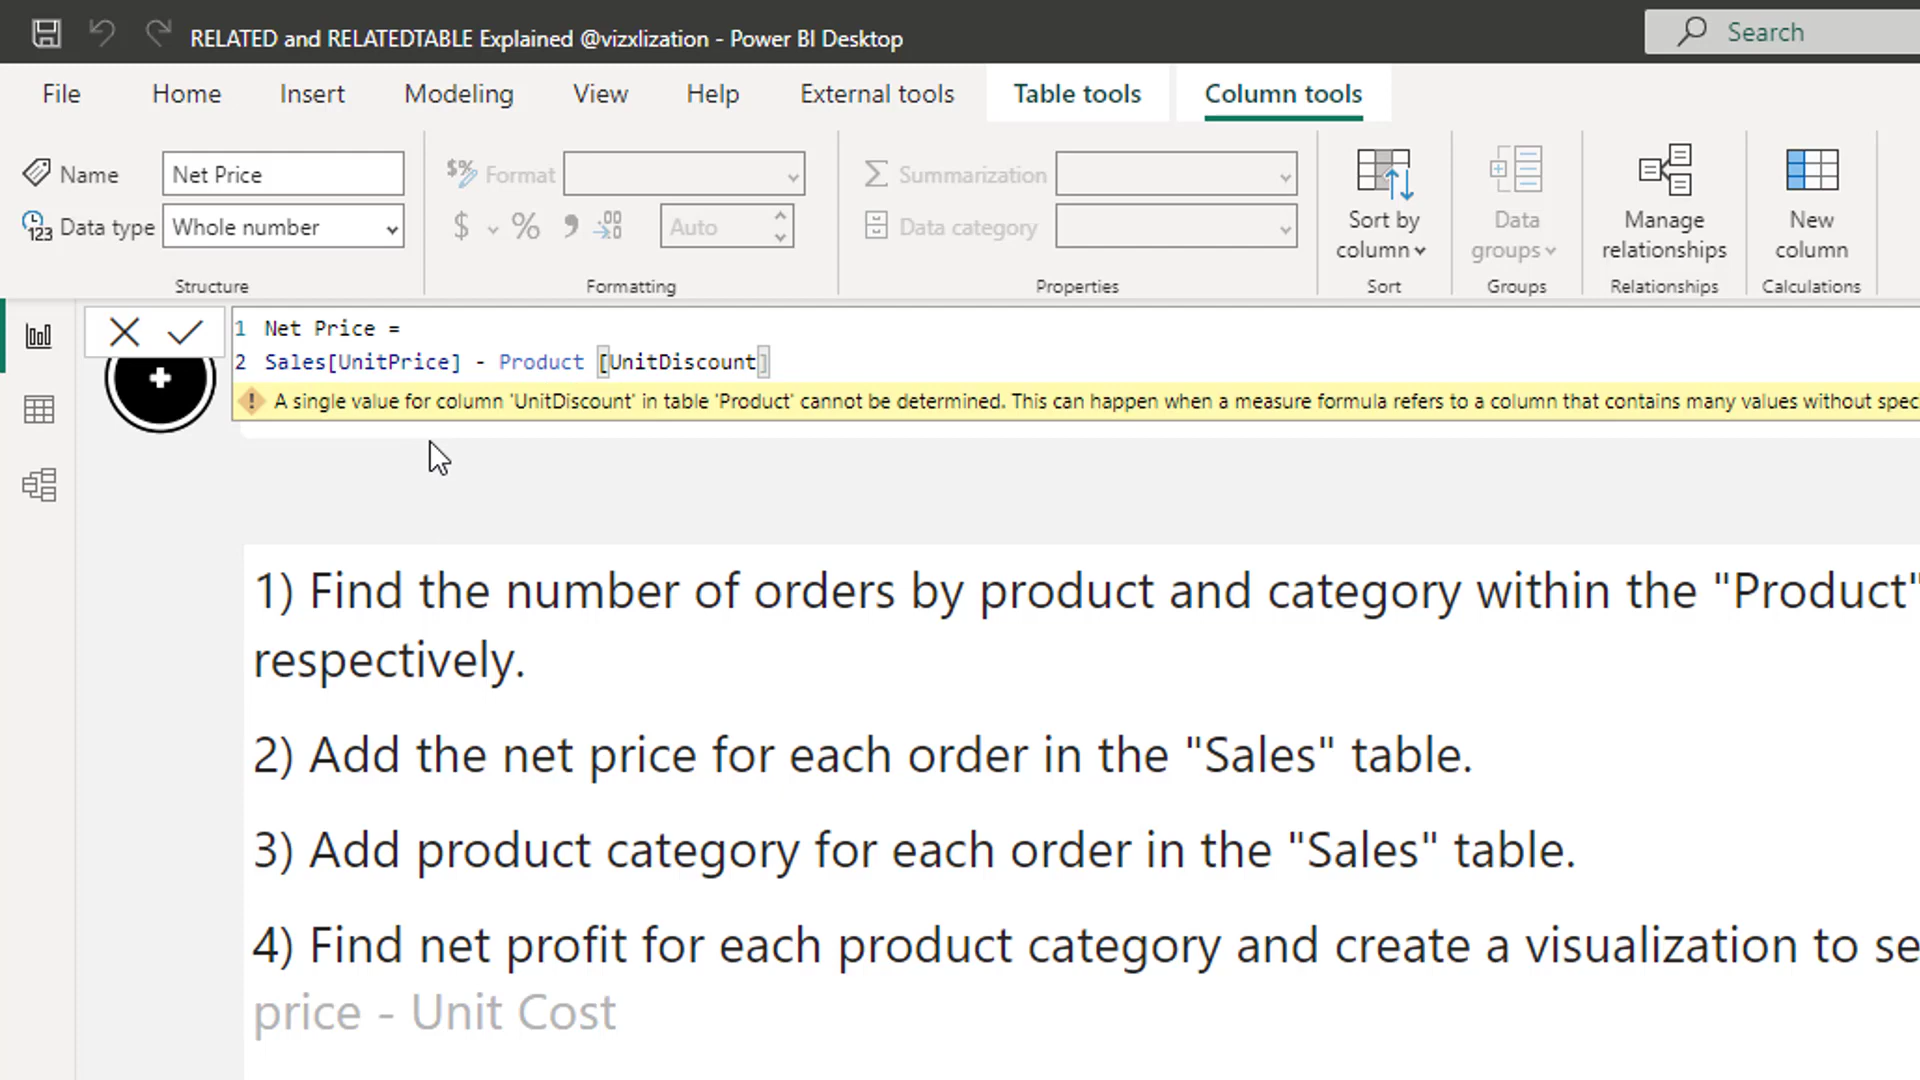 RELATED and RELATEDTABLE Explained @vizxlization - Power BI Desktop
Search
File Home Insert Modeling View Help External tools Table tools Column tools
Name Net Price
Data type Whole number
Structure
$% Format
$ % 9 .00 →.0 Auto
Formatting
Summarization
Data category
Properties
Sort by
column
Sort
Data
groups
Groups
Manage
relationships
Relationships
New
column
Calculations
1 Net Price =
2 Sales[UnitPrice] - Product [UnitDiscount]
A single value for column 'UnitDiscount' in table 'Product' cannot be determined. This can happen when a measure formula refers to a column that contains many values without spec
1) Find the number of orders by product and category within the "Product"
respectively.
2) Add the net price for each order in the "Sales" table.
3) Add product category for each order in the "Sales" table.
4) Find net profit for each product category and create a visualization to se
price - Unit Cost